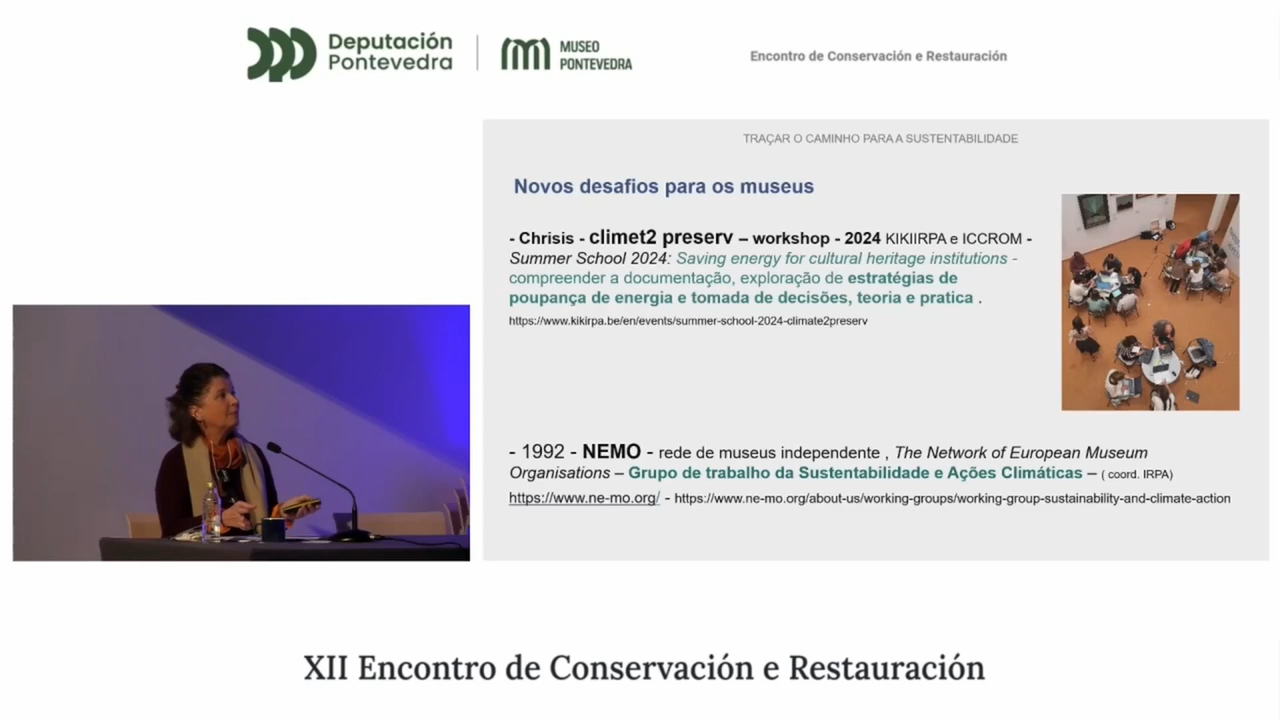 Deputación
Pontevedra
MUSEO
PONTEVEDRA
Encontro de Conservación e Restauración
TRAÇAR O CAMINHO PARA A SUSTENTABILIDADE
Novos desafios para os museus
- Chrisis - climet2 preserv – workshop - 2024 KIKIIRPA e ICCROM -
Summer School 2024: Saving energy for cultural heritage institutions -
compreender a documentação, exploração de estratégias de
poupança de energia e tomada de decisões, teoria e pratica .
https://www.kikirpa.be/en/events/summer-school-2024-climate2preserv
- 1992 - NEMO - rede de museus independente , The Network of European Museum
Organisations – Grupo de trabalho da Sustentabilidade e Ações Climáticas – ( coord. IRPA)
https://www.ne-mo.org/ - https://www.ne-mo.org/about-us/working-groups/working-group-sustainability-and-climate-action
XII Encontro de Conservación e Restauración